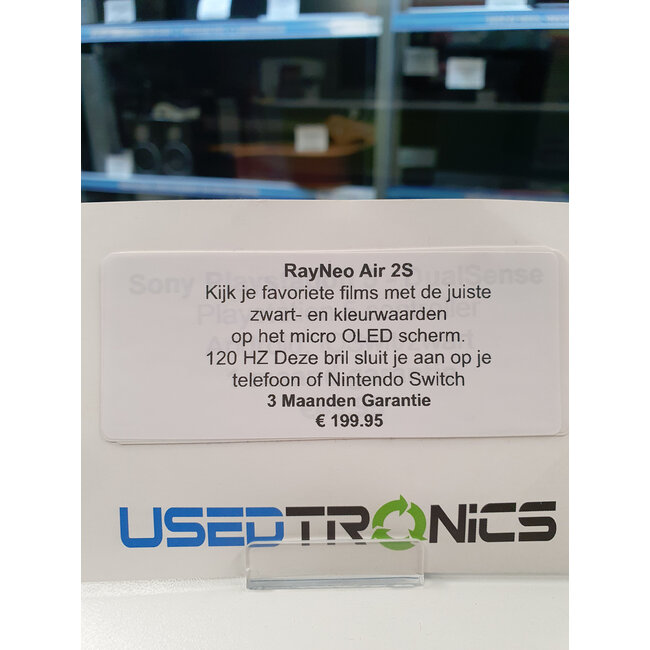 RayNeo Air 2S
Kijk je favoriete films met de juiste
zwart- en kleurwaarden
op het micro OLED scherm.
120 HZ Deze bril sluit je aan op je
telefoon of Nintendo Switch
3 Maanden Garantie
€ 199.95
USEDTRONiCS